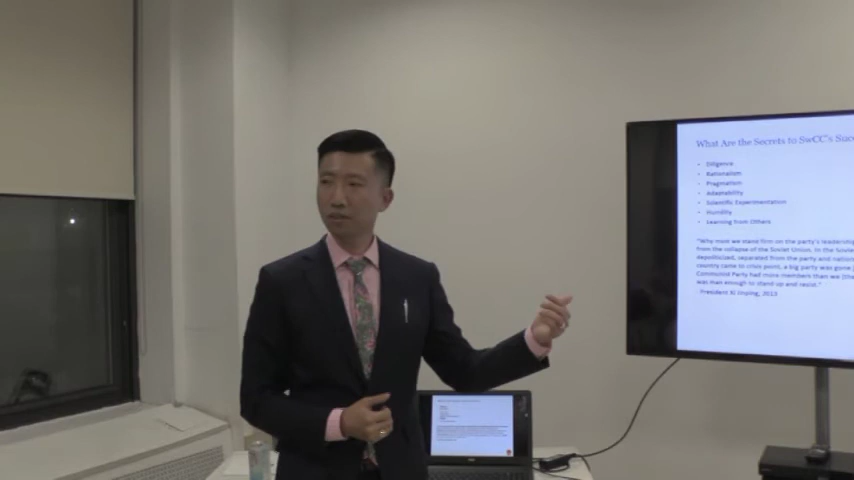 What Are the Secrets to SwCC's Suc
• Diligence
• Rationalism
• Pragmatism
• Adaptability
• Scientific Experimentation
• Humility
• Learning from Others
"Why must we stand firm on the party's leadership
from the collapse of the Soviet Union. In the Soviet
depoliticized, separated from the party and nation
country came to crisis point, a big party was gone
Communist Party had more members than we [the
was man enough to stand up and resist."
- President Xi Jinping, 2013